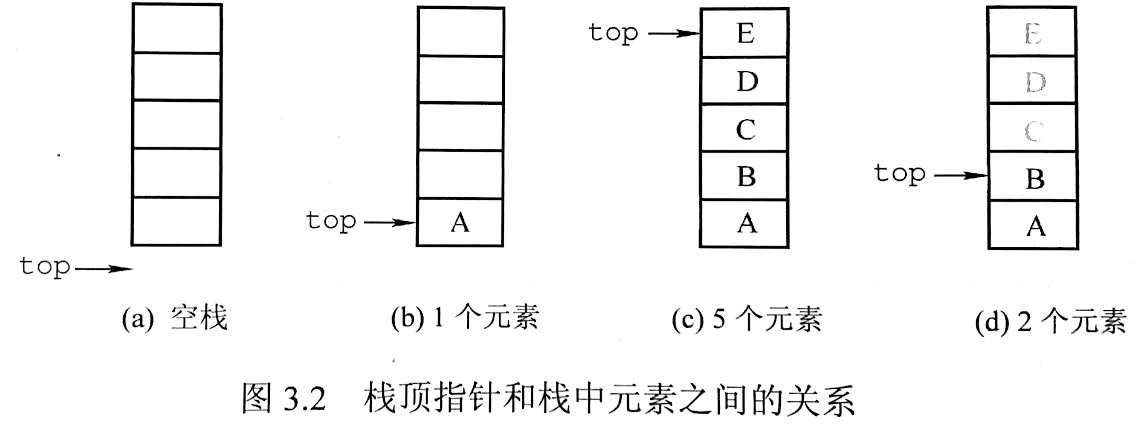 top E E
D D
C C
top B top B
top A A A
top
(a) 空栈 (b) 1 个元素 (c) 5 个元素 (d) 2 个元素
图 3.2 栈顶指针和栈中元素之间的关系